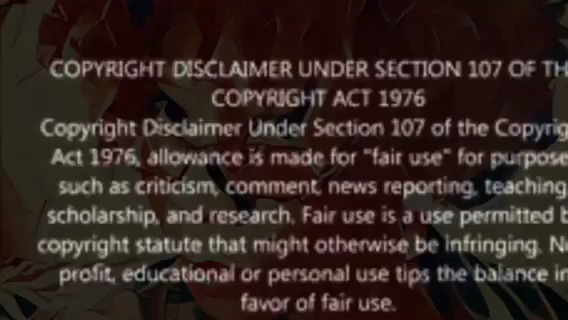 COPYRIGHT DISCLAIMER UNDER SECTION 107 OF TH
COPYRIGHT ACT 1976
Copyright Disclaimer Under Section 107 of the Copyrig
Act 1976, allowance is made for "fair use" for purpose
such as criticism, comment, news reporting, teaching
scholarship, and research. Fair use is a use permitted b
copyright statute that might otherwise be infringing. N
profit, educational or personal use tips the balance in
favor of fair use.